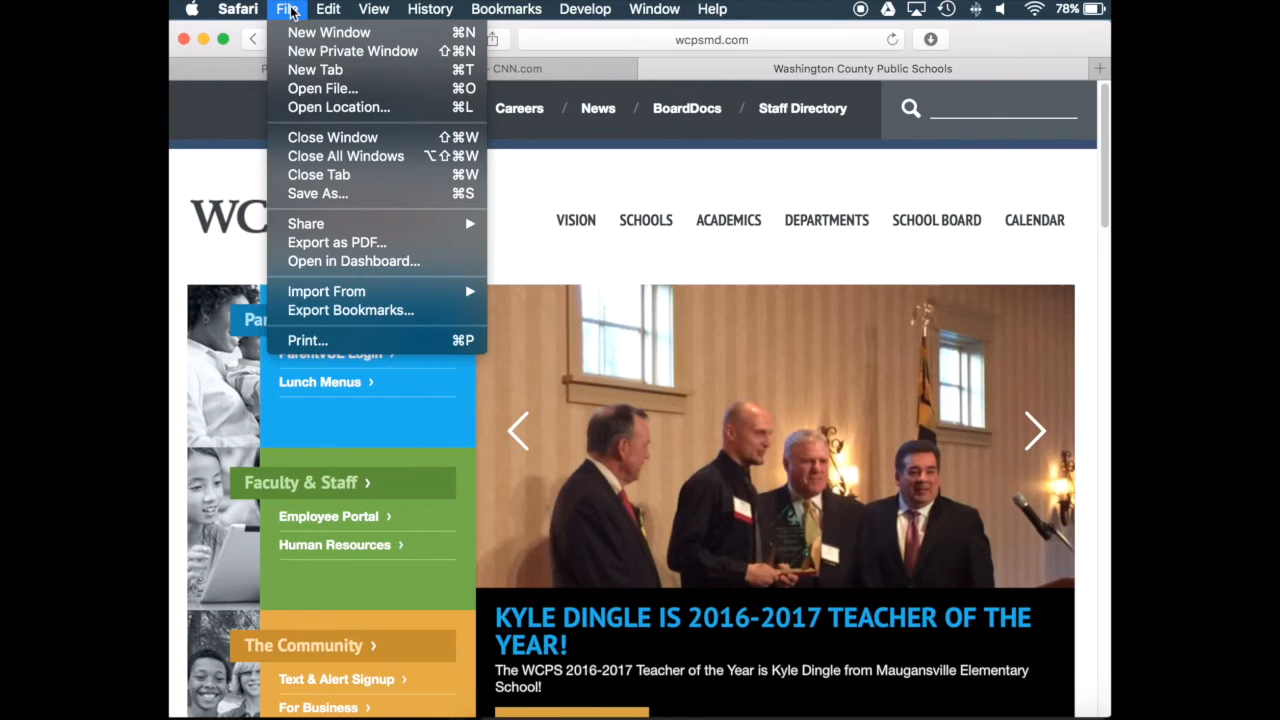 Safari File Edit View History Bookmarks Develop Window Help 78%
New Window ⌘N
New Private Window ⇧⌘N
New Tab ⌘T
Open File... ⌘O
Open Location... ⌘L
Close Window ⇧⌘W
Close All Windows ⌥⇧⌘W
Close Tab ⌘W
Save As... ⌘S
Share
Export as PDF...
Open in Dashboard...
Import From
Export Bookmarks...
Print... ⌘P
wcpsmd.com
CNN.com
Washington County Public Schools
Careers / News / BoardDocs / Staff Directory
WC
VISION SCHOOLS ACADEMICS DEPARTMENTS SCHOOL BOARD CALENDAR
ParentVUE Login ›
Lunch Menus ›
Faculty & Staff ›
Employee Portal ›
Human Resources ›
The Community ›
Text & Alert Signup ›
For Business ›
KYLE DINGLE IS 2016-2017 TEACHER OF THE
YEAR!
The WCPS 2016-2017 Teacher of the Year is Kyle Dingle from Maugansville Elementary
School!